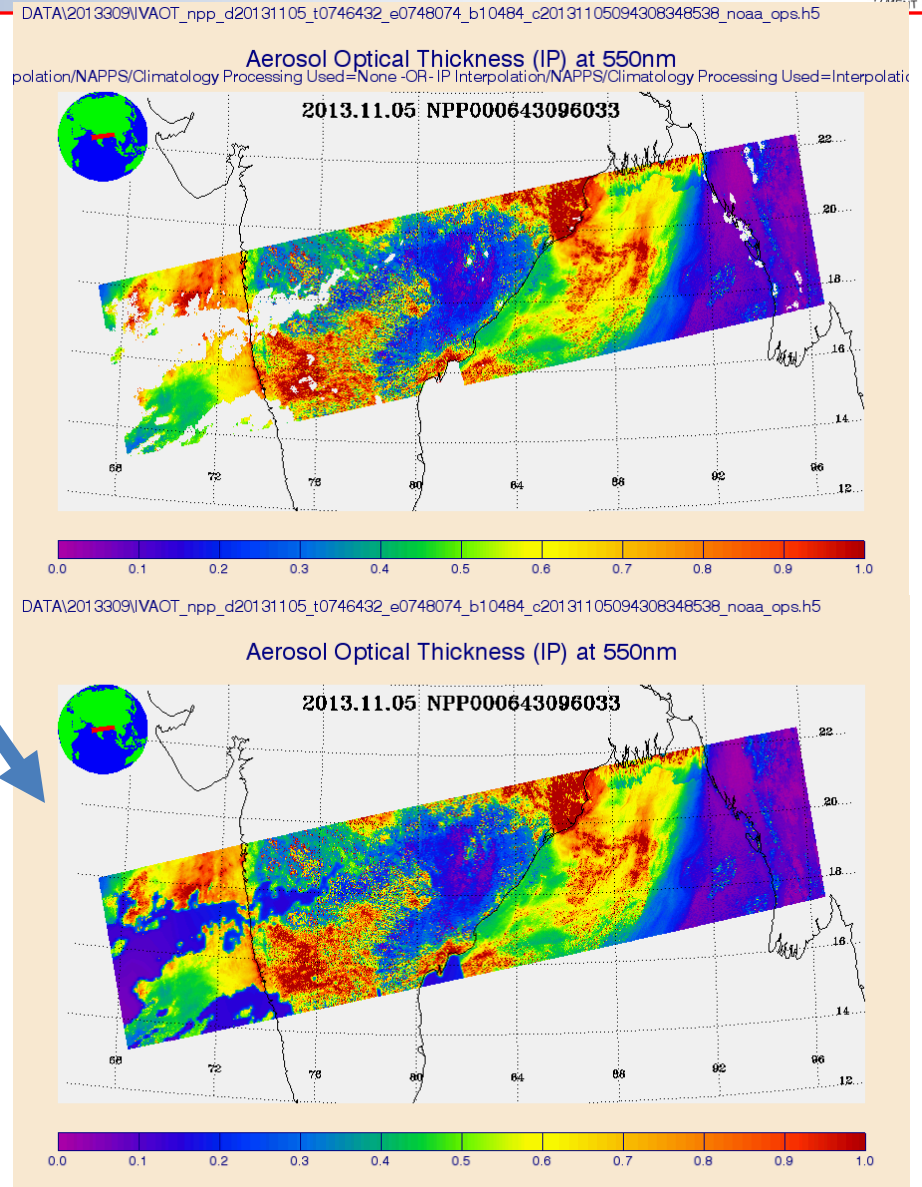 DATA\2013309\IVAOT_npp_d20131105_t0746432_e0748074_b10484_c20131105094308348538_noaa_ops.h5
Aerosol Optical Thickness (IP) at 550nm
polation/NAPPS/Climatology Processing Used=None -OR- IP Interpolation/NAPPS/Climatology Processing Used=Interpolatio
2013.11.05 NPP000643096033
22
20
18
16
14
12
68 72 76 80 84 88 92 96
0.0 0.1 0.2 0.3 0.4 0.5 0.6 0.7 0.8 0.9 1.0
DATA\2013309\IVAOT_npp_d20131105_t0746432_e0748074_b10484_c20131105094308348538_noaa_ops.h5
Aerosol Optical Thickness (IP) at 550nm
2013.11.05 NPP000643096033
22
20
18
16
14
12
68 72 76 80 84 88 92 96
0.0 0.1 0.2 0.3 0.4 0.5 0.6 0.7 0.8 0.9 1.0